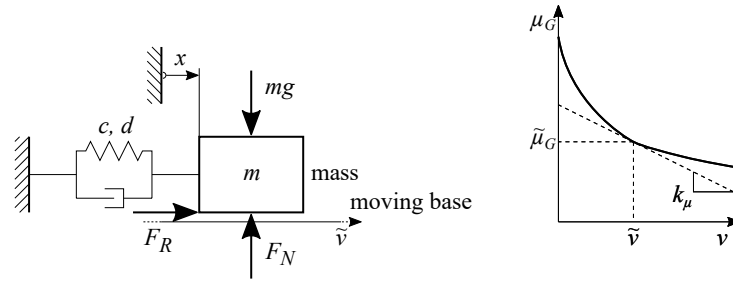 x
mg
c, d
m
mass
moving base
F_R
F_N
ṽ
μ_G
μ̃_G
k_μ
ṽ
v